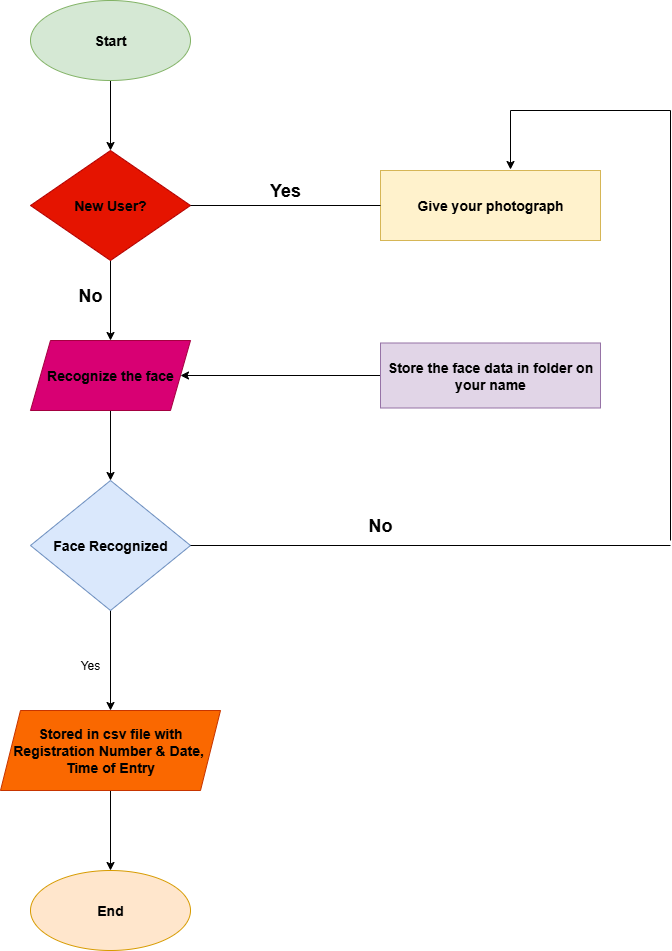 Start
New User?
Yes
Give your photograph
No
Recognize the face
Store the face data in folder on
your name
Face Recognized
No
Yes
Stored in csv file with
Registration Number & Date,
Time of Entry
End